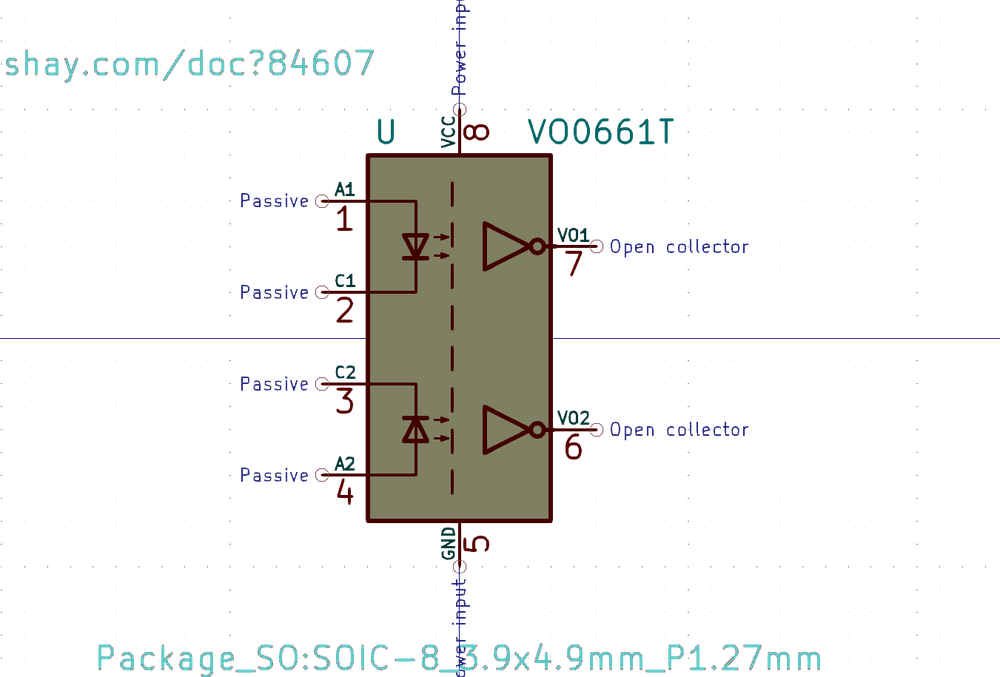 Power inp
shay.com/doc?84607
U
VCC
8
VO0661T
Passive
A1
1
VO1
7
Open collector
Passive
C1
2
Passive
C2
3
VO2
6
Open collector
Passive
A2
4
GND
5
wer input
Package_SO:SOIC-8_3.9x4.9mm_P1.27mm